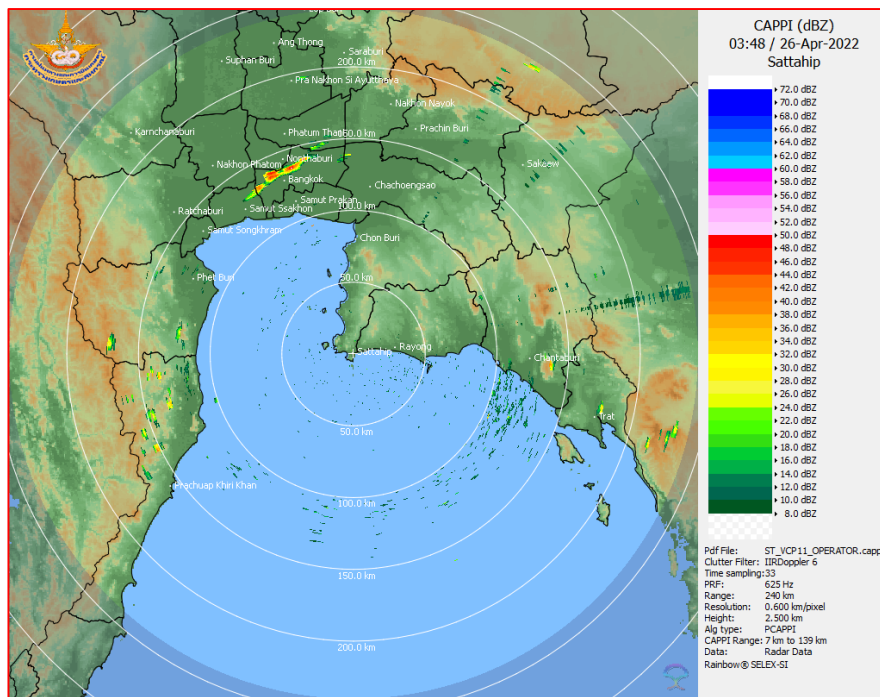 CAPPI (dBZ)
03:48 / 26-Apr-2022
Sattahip
72.0 dBZ
70.0 dBZ
68.0 dBZ
66.0 dBZ
64.0 dBZ
62.0 dBZ
60.0 dBZ
58.0 dBZ
56.0 dBZ
54.0 dBZ
52.0 dBZ
50.0 dBZ
48.0 dBZ
46.0 dBZ
44.0 dBZ
42.0 dBZ
40.0 dBZ
38.0 dBZ
36.0 dBZ
34.0 dBZ
32.0 dBZ
30.0 dBZ
28.0 dBZ
26.0 dBZ
24.0 dBZ
22.0 dBZ
20.0 dBZ
18.0 dBZ
16.0 dBZ
14.0 dBZ
12.0 dBZ
10.0 dBZ
8.0 dBZ
Pdf File: ST_VCP11_OPERATOR.capp
Clutter Filter: IIRDoppler 6
Time sampling:33
PRF: 625 Hz
Range: 240 km
Resolution: 0.600 km/pixel
Height: 2.500 km
Alg type: PCAPPI
CAPPI Range: 7 km to 139 km
Data: Radar Data
Rainbow® SELEX-SI
Ang Thong
Saraburi
Suphan Buri
200.0 km
Pra Nakhon Si Ayutthaya
Nakhon Nayok
Karnchanaburi
Phatum Thani
150.0 km
Prachin Buri
Nonthaburi
Nakhon Phatom
Sakaew
Bangkok
Chachoengsao
Samut Prakan
Ratchaburi
Samut Ssakhon
100.0 km
Samut Songkhram
Chon Buri
Phet Buri
50.0 km
Rayong
Sattahip
Chantaburi
Trat
50.0 km
Prachuap Khiri Khan
100.0 km
150.0 km
200.0 km